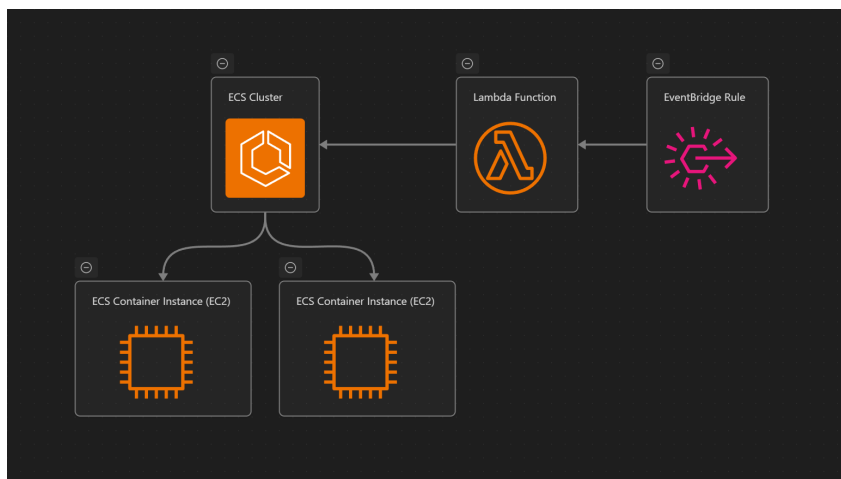 ECS Cluster
Lambda Function
EventBridge Rule
ECS Container Instance (EC2)
ECS Container Instance (EC2)